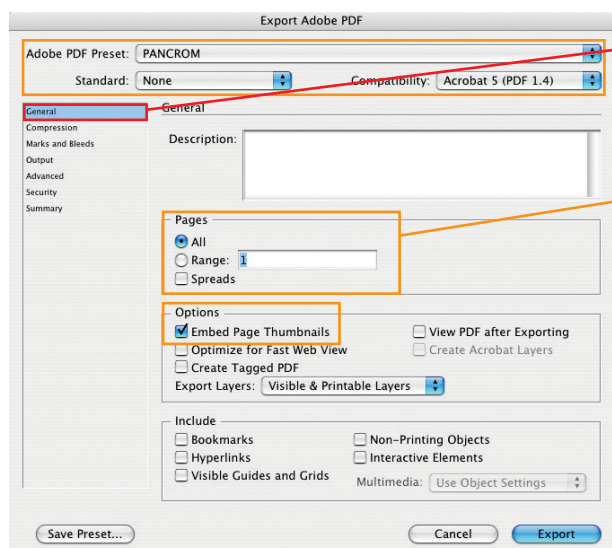 Export Adobe PDF
Adobe PDF Preset: PANCROM
Standard: None Compatibility: Acrobat 5 (PDF 1.4)
General
Compression
Marks and Bleeds
Output
Advanced
Security
Summary
General
Description:
Pages
All
Range: 1
Spreads
Options
Embed Page Thumbnails View PDF after Exporting
Optimize for Fast Web View Create Acrobat Layers
Create Tagged PDF
Export Layers: Visible & Printable Layers
Include
Bookmarks Non-Printing Objects
Hyperlinks Interactive Elements
Visible Guides and Grids Multimedia: Use Object Settings
Save Preset... Cancel Export